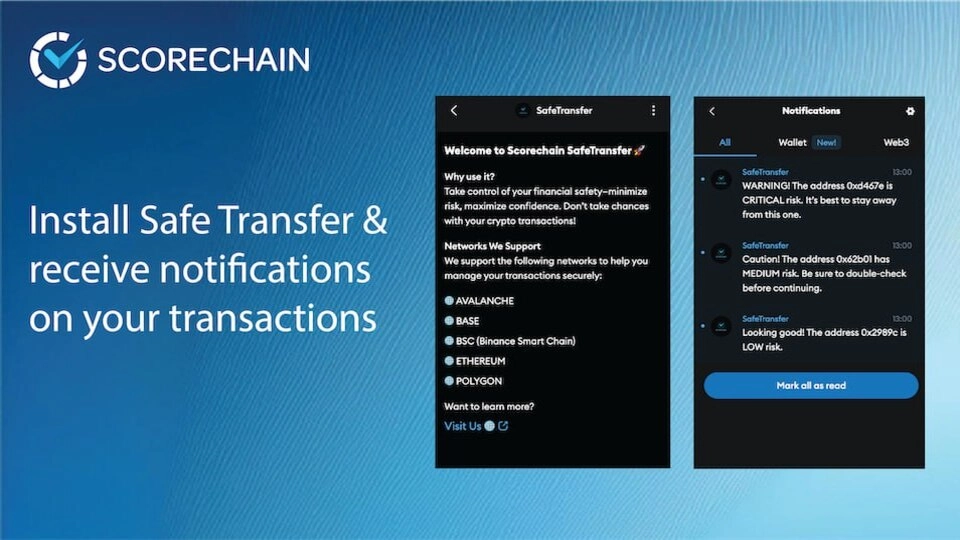 SCORECHAIN
Install Safe Transfer &
receive notifications
on your transactions
SafeTransfer
Welcome to Scorechain SafeTransfer 🚀
Why use it?
Take control of your financial safety–minimize
risk, maximize confidence. Don't take chances
with your crypto transactions!
Networks We Support
We support the following networks to help you
manage your transactions securely:
AVALANCHE
BASE
BSC (Binance Smart Chain)
ETHEREUM
POLYGON
Want to learn more?
Visit Us
Notifications
All Wallet New! Web3
SafeTransfer 13:00
WARNING! The address 0xd467e is
CRITICAL risk. It's best to stay away
from this one.
SafeTransfer 13:00
Caution! The address 0x62b01 has
MEDIUM risk. Be sure to double-check
before continuing.
SafeTransfer 13:00
Looking good! The address 0x2989c is
LOW risk.
Mark all as read